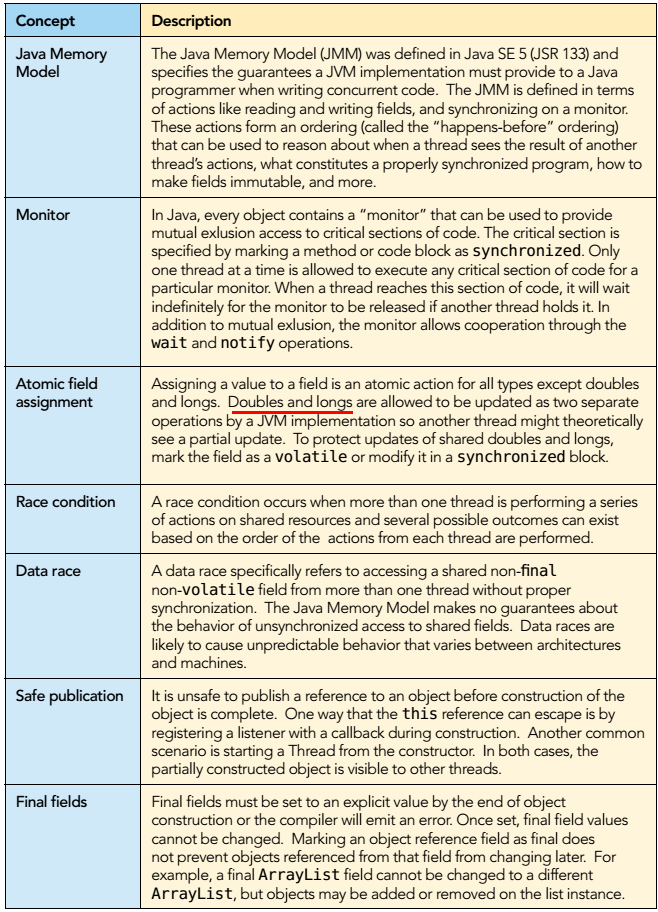 Concept
Description
Java Memory
Model
The Java Memory Model (JMM) was defined in Java SE 5 (JSR 133) and
specifies the guarantees a JVM implementation must provide to a Java
programmer when writing concurrent code. The JMM is defined in terms
of actions like reading and writing fields, and synchronizing on a monitor.
These actions form an ordering (called the “happens-before” ordering)
that can be used to reason about when a thread sees the result of another
thread’s actions, what constitutes a properly synchronized program, how to
make fields immutable, and more.
Monitor
In Java, every object contains a “monitor” that can be used to provide
mutual exlusion access to critical sections of code. The critical section is
specified by marking a method or code block as synchronized. Only
one thread at a time is allowed to execute any critical section of code for a
particular monitor. When a thread reaches this section of code, it will wait
indefinitely for the monitor to be released if another thread holds it. In
addition to mutual exlusion, the monitor allows cooperation through the
wait and notify operations.
Atomic field
assignment
Assigning a value to a field is an atomic action for all types except doubles
and longs. Doubles and longs are allowed to be updated as two separate
operations by a JVM implementation so another thread might theoretically
see a partial update. To protect updates of shared doubles and longs,
mark the field as a volatile or modify it in a synchronized block.
Race condition
A race condition occurs when more than one thread is performing a series
of actions on shared resources and several possible outcomes can exist
based on the order of the actions from each thread are performed.
Data race
A data race specifically refers to accessing a shared non-final
non-volatile field from more than one thread without proper
synchronization. The Java Memory Model makes no guarantees about
the behavior of unsynchronized access to shared fields. Data races are
likely to cause unpredictable behavior that varies between architectures
and machines.
Safe publication
It is unsafe to publish a reference to an object before construction of the
object is complete. One way that the this reference can escape is by
registering a listener with a callback during construction. Another common
scenario is starting a Thread from the constructor. In both cases, the
partially constructed object is visible to other threads.
Final fields
Final fields must be set to an explicit value by the end of object
construction or the compiler will emit an error. Once set, final field values
cannot be changed. Marking an object reference field as final does
not prevent objects referenced from that field from changing later. For
example, a final ArrayList field cannot be changed to a different
ArrayList, but objects may be added or removed on the list instance.